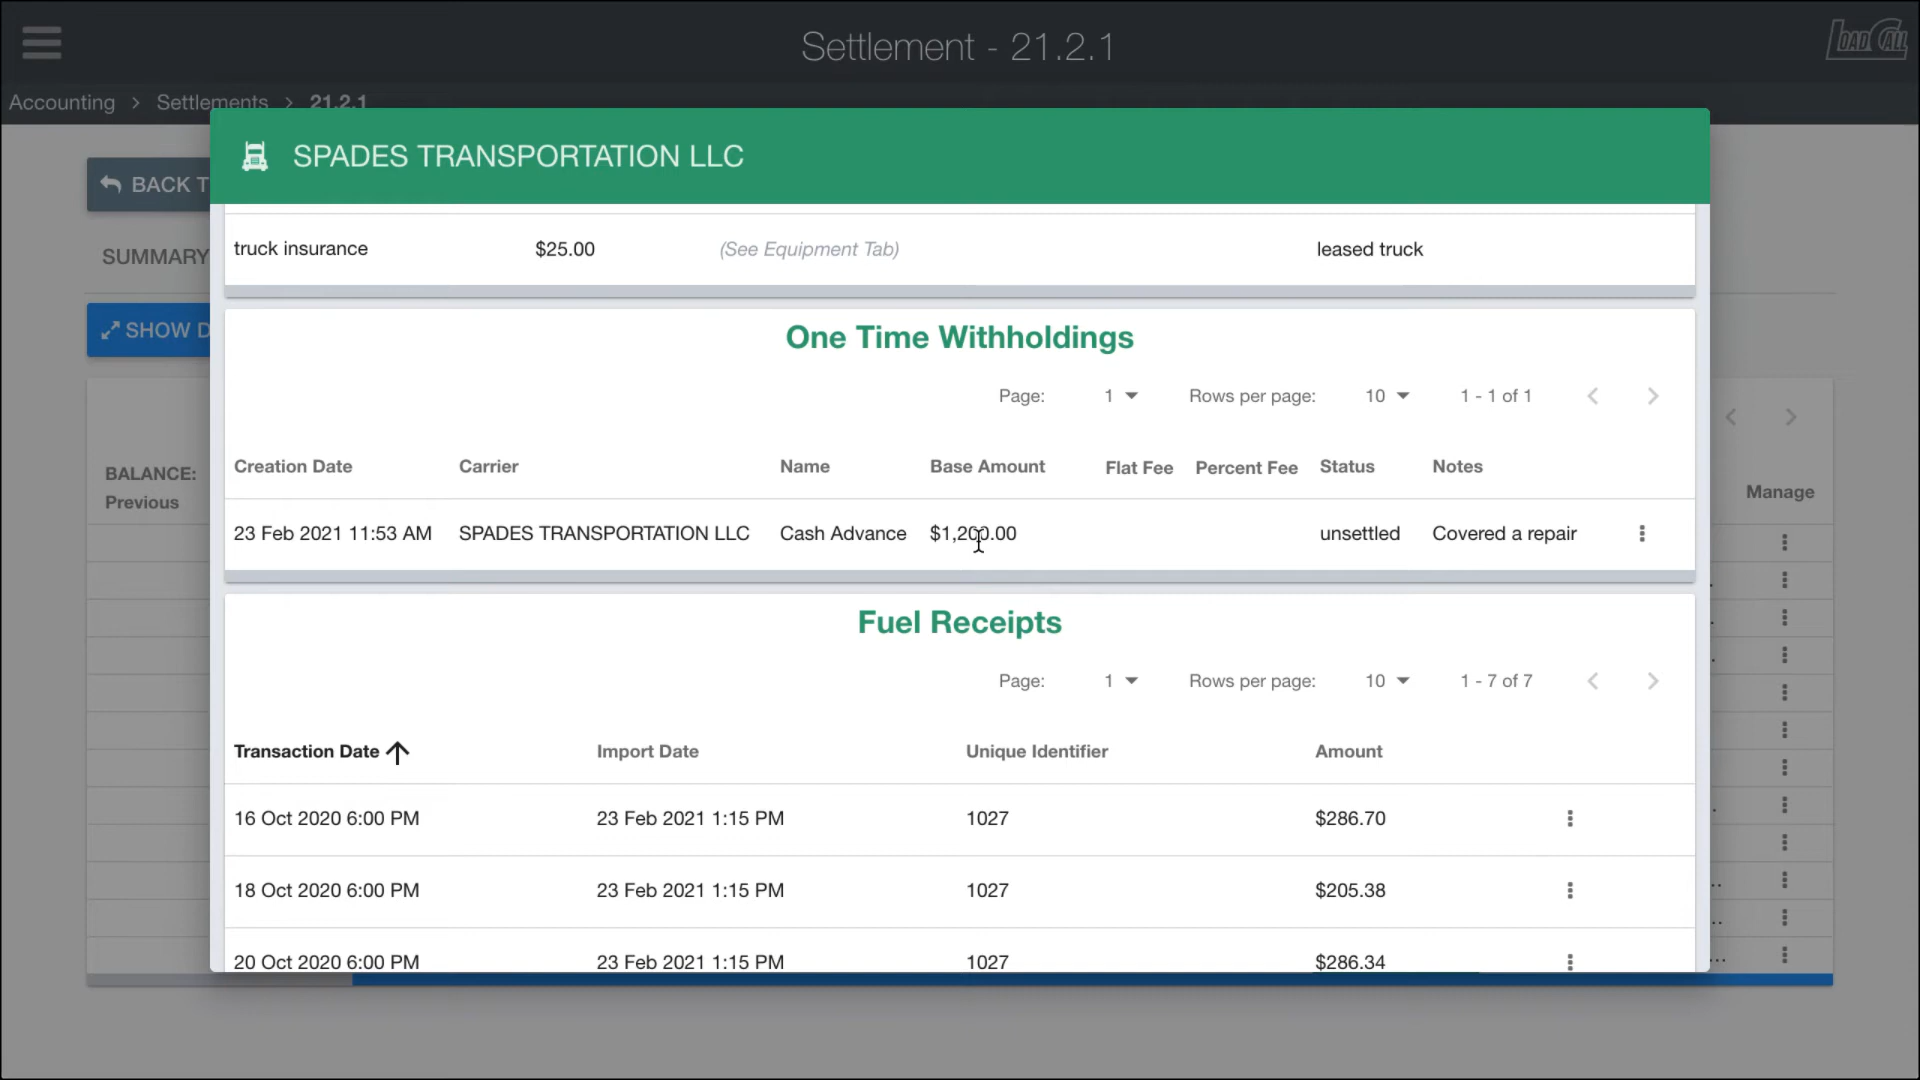 Settlement - 21.2.1
LOAD CALL
Accounting > Settlements > 21.2.1
SPADES TRANSPORTATION LLC
BACK T
SUMMARY
SHOW D
BALANCE:
Previous
Manage
truck insurance $25.00 (See Equipment Tab) leased truck
One Time Withholdings
Page: 1 Rows per page: 10 1 - 1 of 1
Creation Date Carrier Name Base Amount Flat Fee Percent Fee Status Notes
23 Feb 2021 11:53 AM SPADES TRANSPORTATION LLC Cash Advance $1,200.00 unsettled Covered a repair
Fuel Receipts
Page: 1 Rows per page: 10 1 - 7 of 7
Transaction Date Import Date Unique Identifier Amount
16 Oct 2020 6:00 PM 23 Feb 2021 1:15 PM 1027 $286.70
18 Oct 2020 6:00 PM 23 Feb 2021 1:15 PM 1027 $205.38
20 Oct 2020 6:00 PM 23 Feb 2021 1:15 PM 1027 $286.34